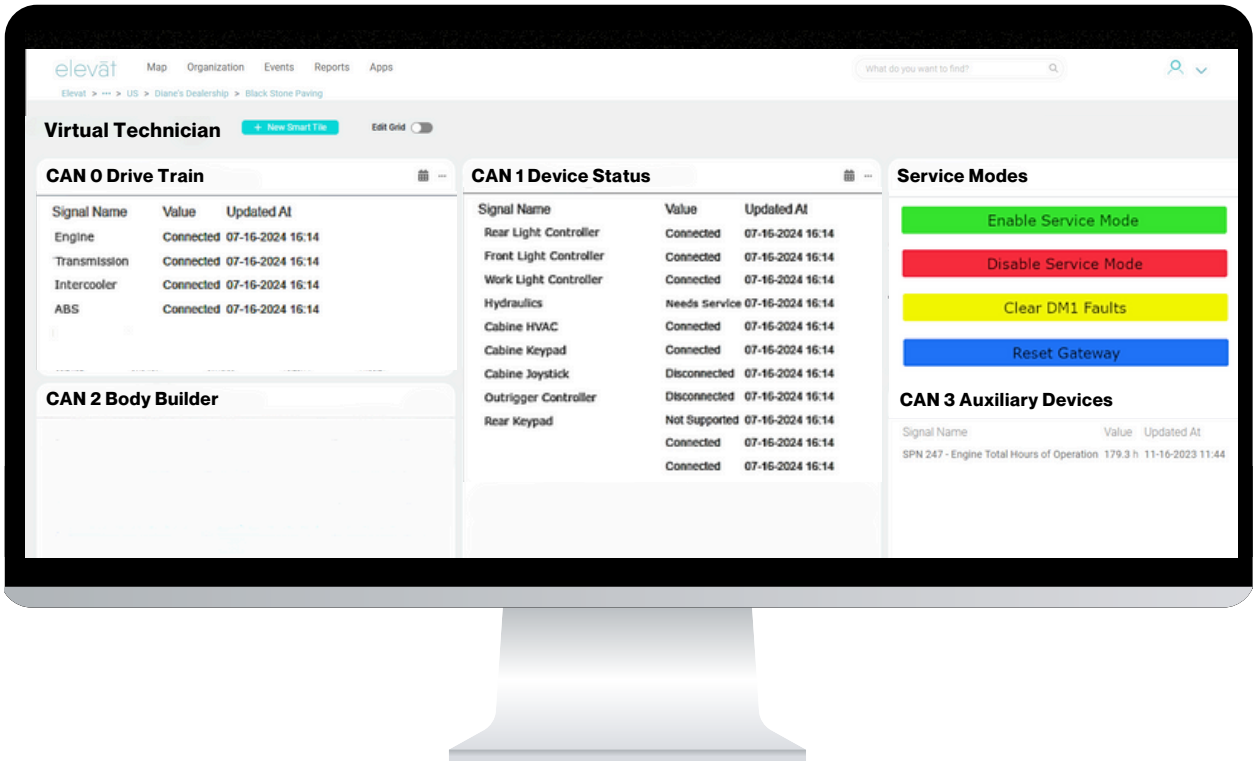 elevāt Map Organization Events Reports Apps What do you want to find?
Elevat > ··· > US > Diane's Dealership > Black Stone Paving
Virtual Technician + New Smart Tile Edit Grid
CAN 0 Drive Train
Signal Name Value Updated At
Engine Connected 07-16-2024 16:14
Transmission Connected 07-16-2024 16:14
Intercooler Connected 07-16-2024 16:14
ABS Connected 07-16-2024 16:14
CAN 2 Body Builder
CAN 1 Device Status
Signal Name Value Updated At
Rear Light Controller Connected 07-16-2024 16:14
Front Light Controller Connected 07-16-2024 16:14
Work Light Controller Connected 07-16-2024 16:14
Hydraulics Needs Service 07-16-2024 16:14
Cabine HVAC Connected 07-16-2024 16:14
Cabine Keypad Connected 07-16-2024 16:14
Cabine Joystick Disconnected 07-16-2024 16:14
Outrigger Controller Disconnected 07-16-2024 16:14
Rear Keypad Not Supported 07-16-2024 16:14
Connected 07-16-2024 16:14
Connected 07-16-2024 16:14
Service Modes
Enable Service Mode
Disable Service Mode
Clear DM1 Faults
Reset Gateway
CAN 3 Auxiliary Devices
Signal Name Value Updated At
SPN 247 - Engine Total Hours of Operation 179.3 h 11-16-2023 11:44